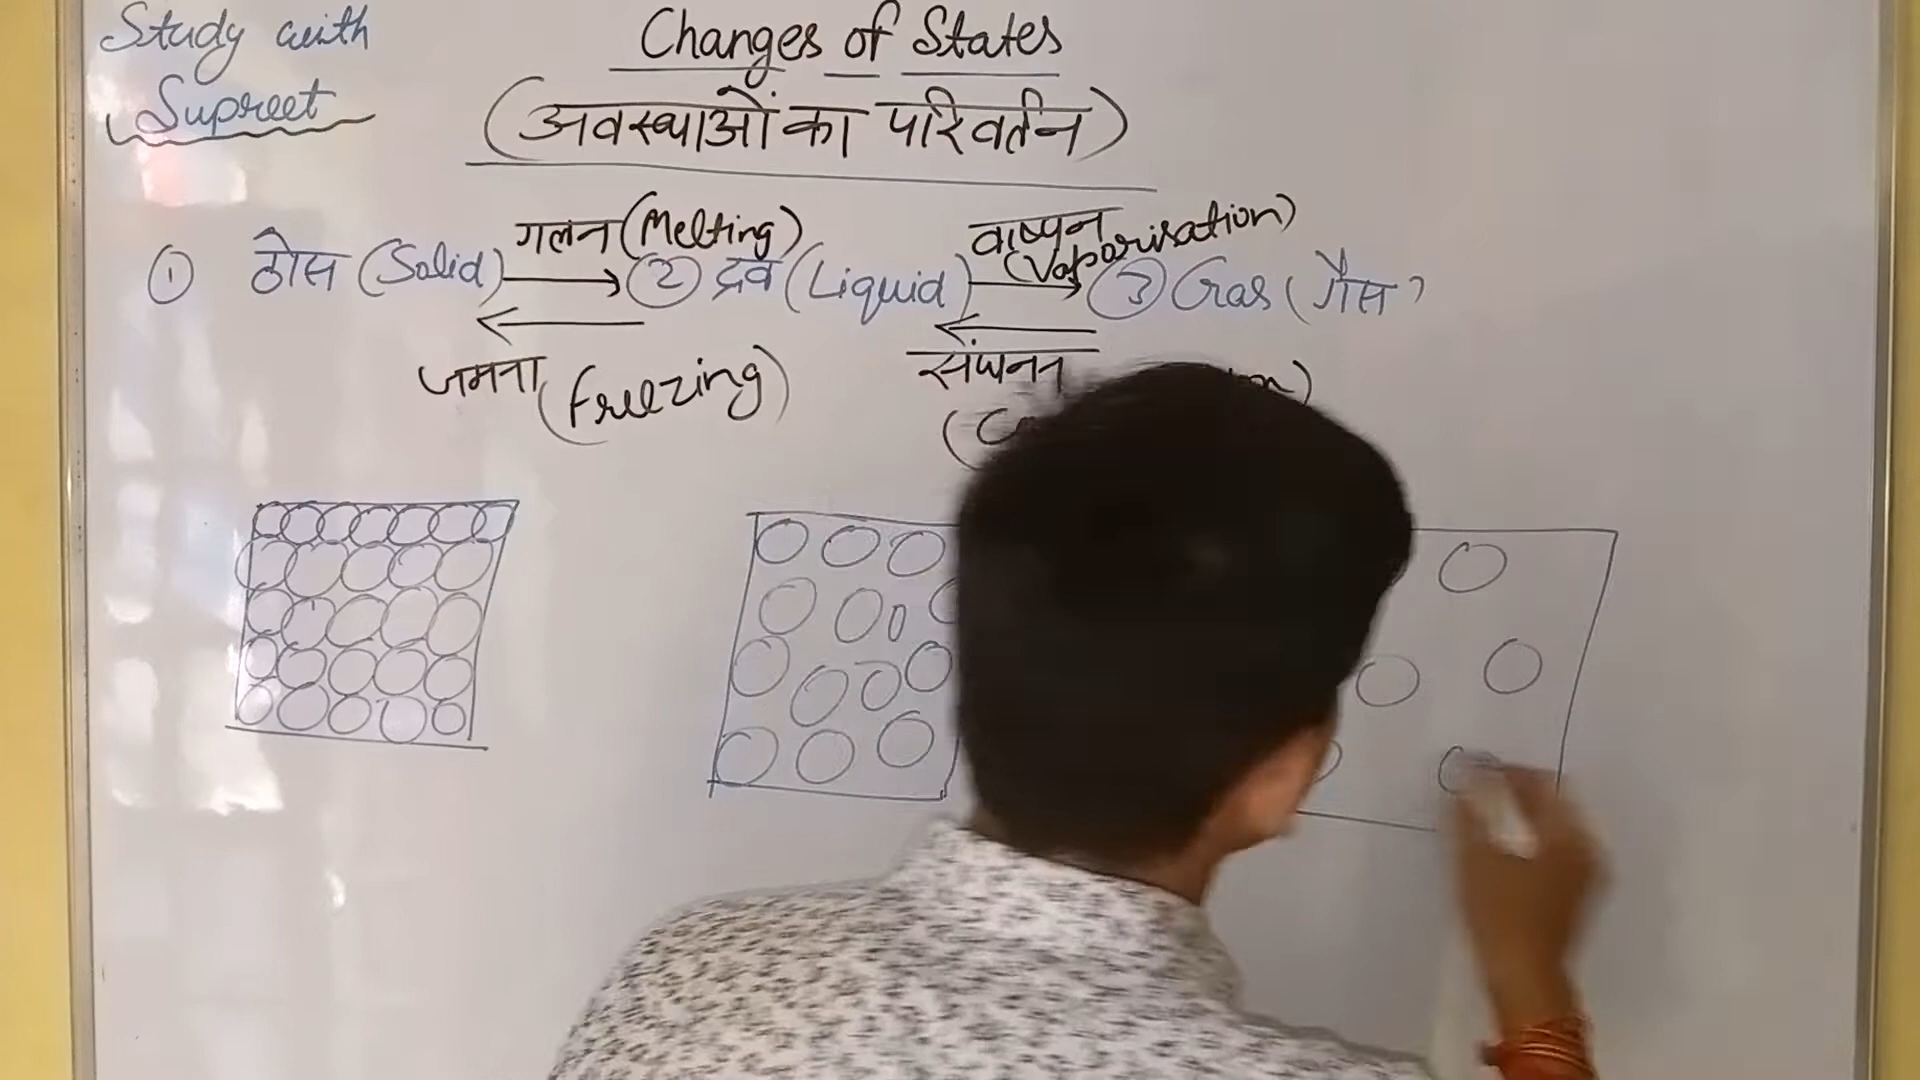 Study with
Supreet
Changes of States
(अवस्थाओं का परिवर्तन)
① ठोस (Solid) गलन (Melting) ② द्रव (Liquid) वाष्पन (Vaporisation) ③ Gas (गैस)
जमना (Freezing) संघनन